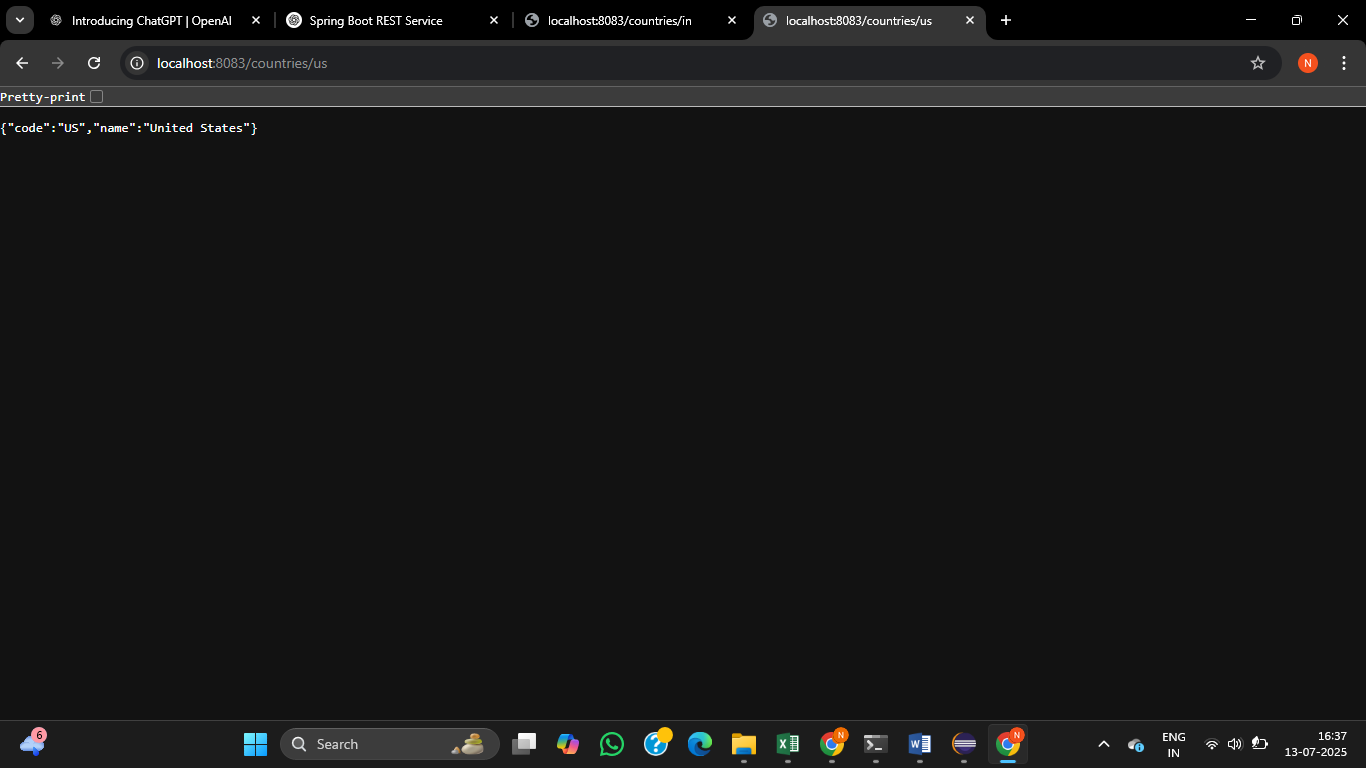 Introducing ChatGPT | OpenAI
Spring Boot REST Service
localhost:8083/countries/in
localhost:8083/countries/us
localhost:8083/countries/us
N
Pretty-print
{"code":"US","name":"United States"}
6
Search
N
N
ENG
IN
16:37
13-07-2025